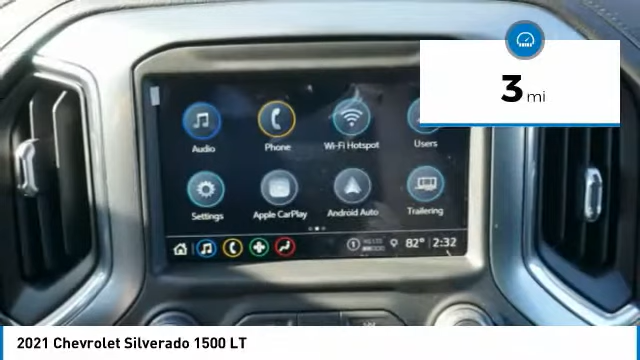 3 mi
Audio
Phone
Wi-Fi Hotspot
Users
Settings
Apple CarPlay
Android Auto
Trailering
1
82° 2:32
2021 Chevrolet Silverado 1500 LT